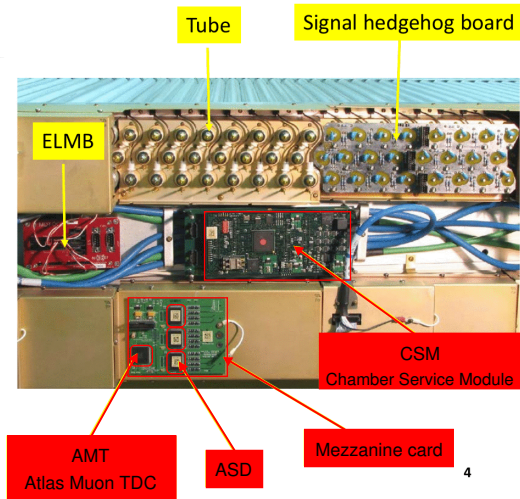 Tube
Signal hedgehog board
ELMB
CSM
Chamber Service Module
Mezzanine card
AMT
Atlas Muon TDC
ASD
4